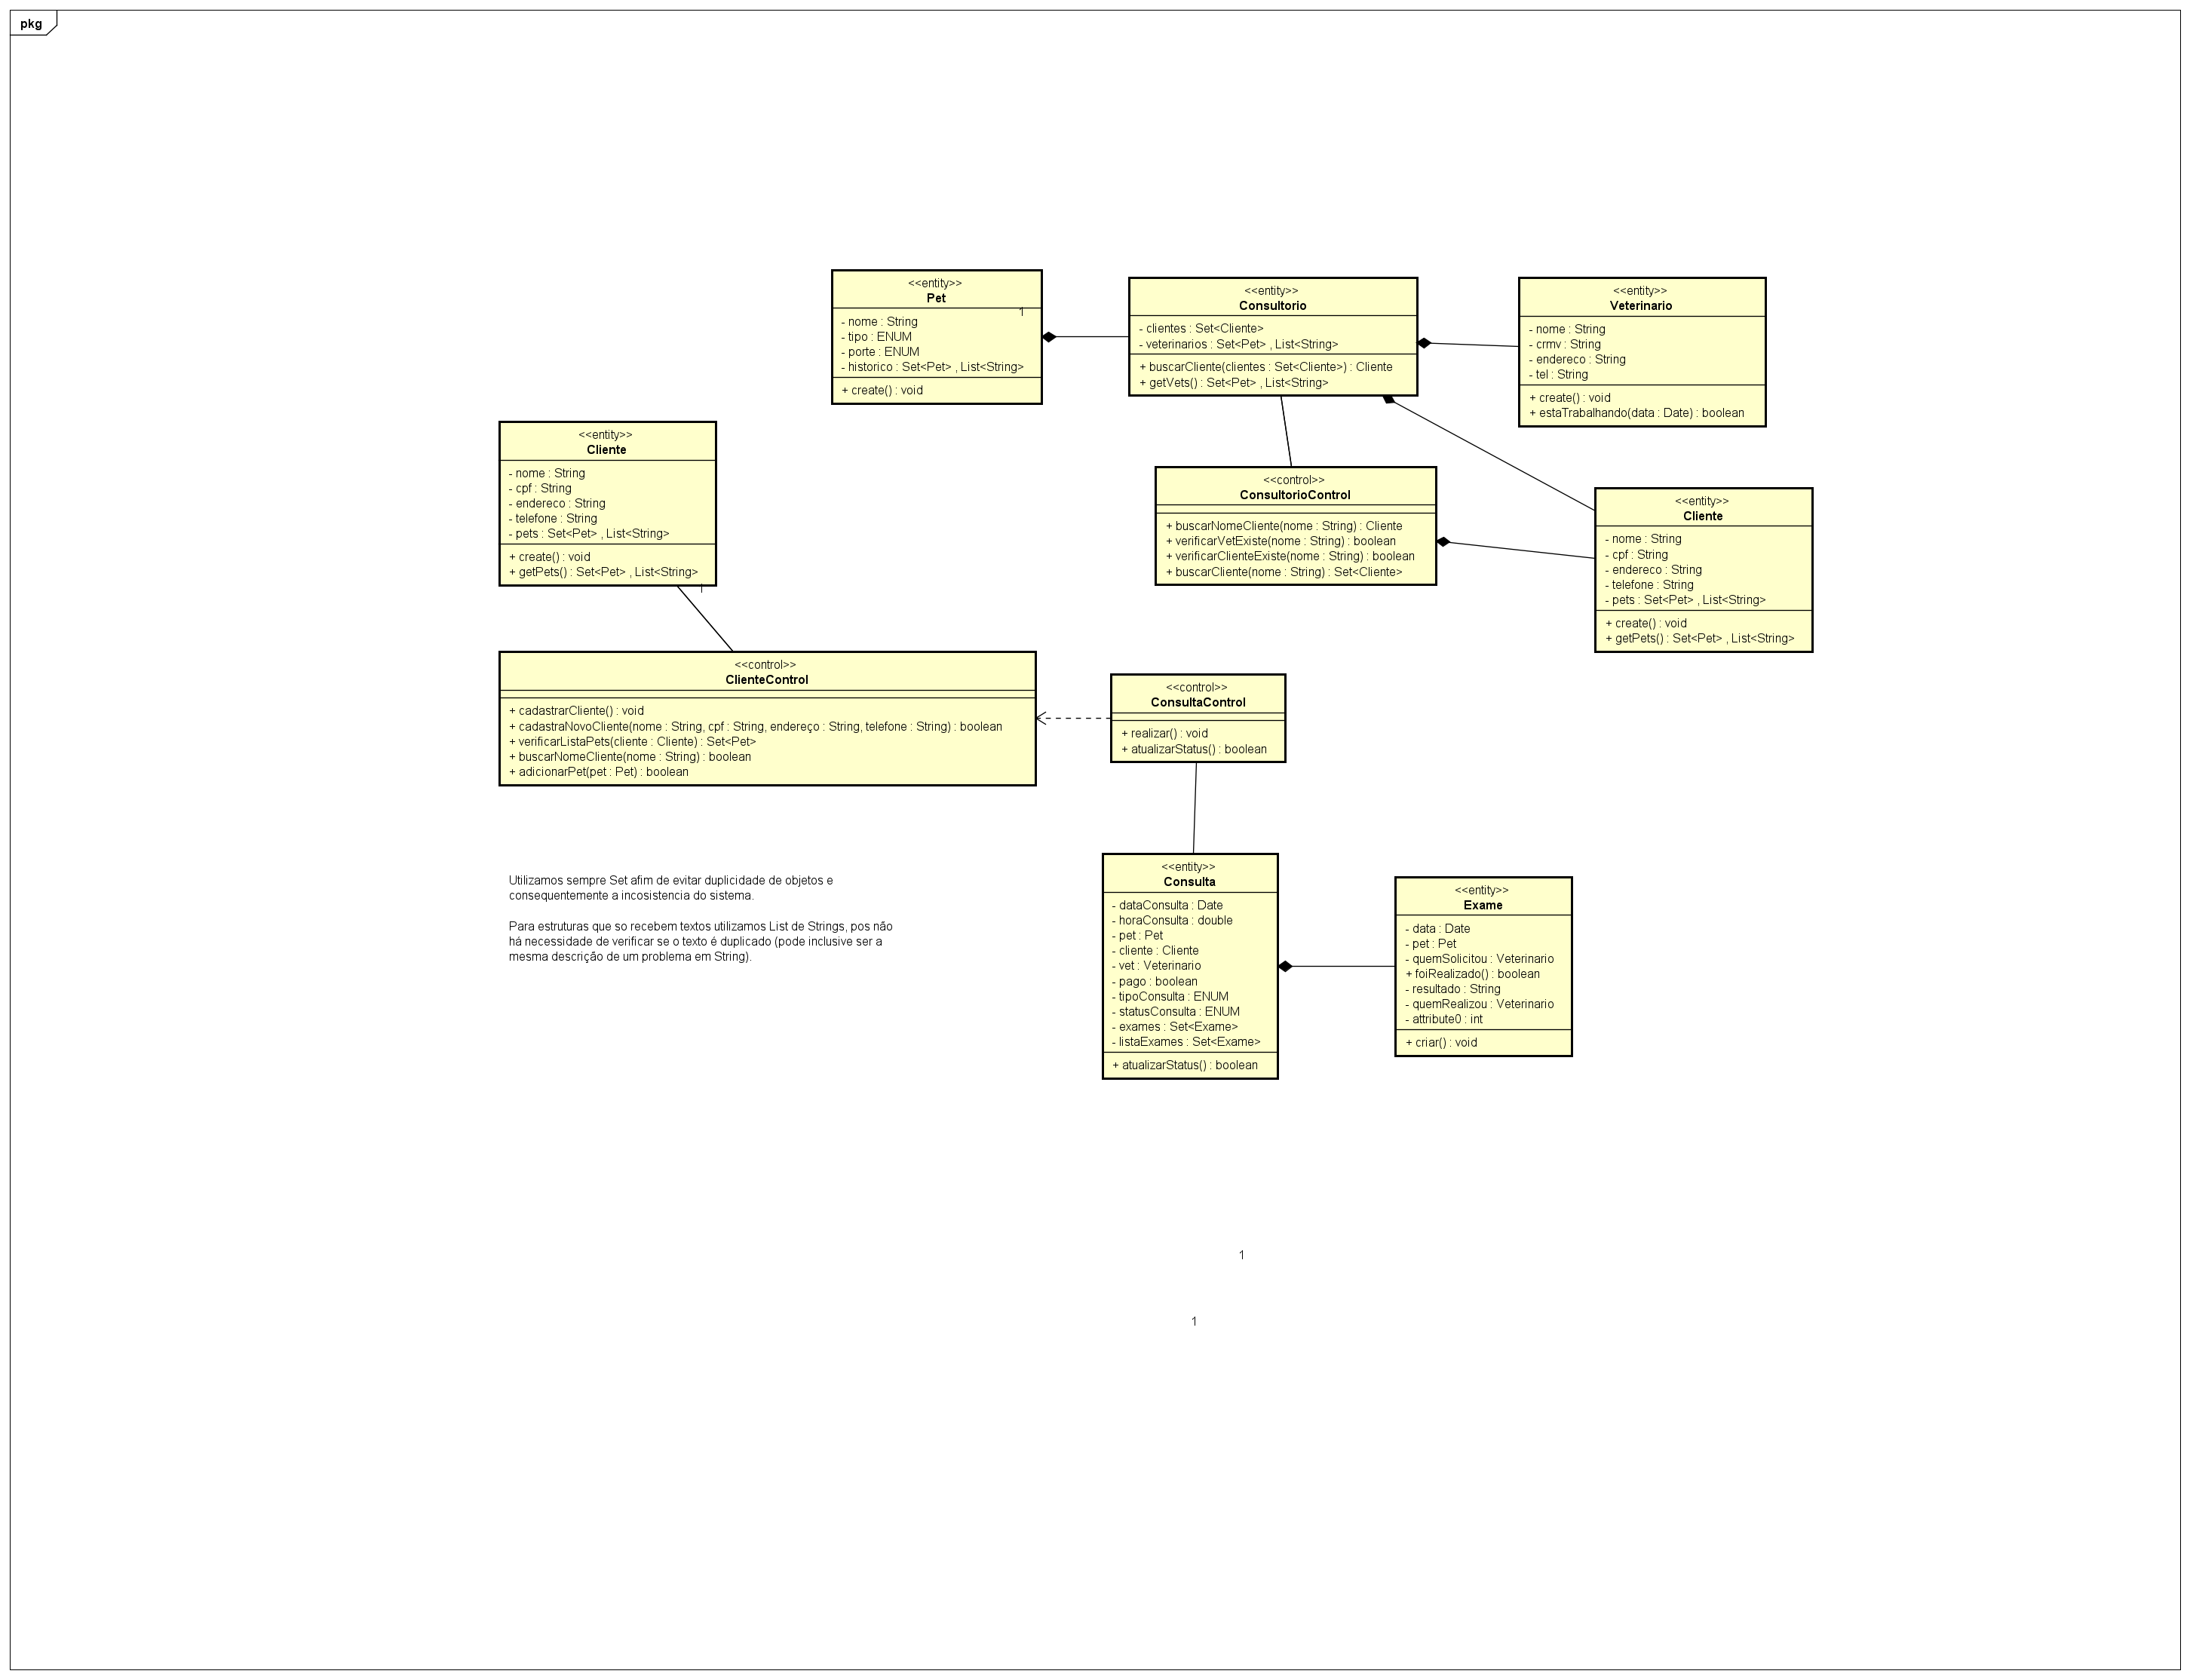 pkg
<<entity>>
Pet
1
- nome : String
- tipo : ENUM
- porte : ENUM
- historico : Set<Pet> , List<String>
+ create() : void
<<entity>>
Consultorio
- clientes : Set<Cliente>
- veterinarios : Set<Pet> , List<String>
+ buscarCliente(clientes : Set<Cliente>) : Cliente
+ getVets() : Set<Pet> , List<String>
<<entity>>
Veterinario
- nome : String
- crmv : String
- endereco : String
- tel : String
+ create() : void
+ estaTrabalhando(data : Date) : boolean
<<entity>>
Cliente
- nome : String
- cpf : String
- endereco : String
- telefone : String
- pets : Set<Pet> , List<String>
+ create() : void
+ getPets() : Set<Pet> , List<String>
1
<<control>>
ConsultorioControl
+ buscarNomeCliente(nome : String) : Cliente
+ verificarVetExiste(nome : String) : boolean
+ verificarClienteExiste(nome : String) : boolean
+ buscarCliente(nome : String) : Set<Cliente>
<<entity>>
Cliente
- nome : String
- cpf : String
- endereco : String
- telefone : String
- pets : Set<Pet> , List<String>
+ create() : void
+ getPets() : Set<Pet> , List<String>
<<control>>
ClienteControl
+ cadastrarCliente() : void
+ cadastraNovoCliente(nome : String, cpf : String, endereço : String, telefone : String) : boolean
+ verificarListaPets(cliente : Cliente) : Set<Pet>
+ buscarNomeCliente(nome : String) : boolean
+ adicionarPet(pet : Pet) : boolean
<<control>>
ConsultaControl
+ realizar() : void
+ atualizarStatus() : boolean
Utilizamos sempre Set afim de evitar duplicidade de objetos e
consequentemente a incosistencia do sistema.
Para estruturas que so recebem textos utilizamos List de Strings, pos não
há necessidade de verificar se o texto é duplicado (pode inclusive ser a
mesma descrição de um problema em String).
<<entity>>
Consulta
- dataConsulta : Date
- horaConsulta : double
- pet : Pet
- cliente : Cliente
- vet : Veterinario
- pago : boolean
- tipoConsulta : ENUM
- statusConsulta : ENUM
- exames : Set<Exame>
- listaExames : Set<Exame>
+ atualizarStatus() : boolean
<<entity>>
Exame
- data : Date
- pet : Pet
- quemSolicitou : Veterinario
+ foiRealizado() : boolean
- resultado : String
- quemRealizou : Veterinario
- attribute0 : int
+ criar() : void
1
1